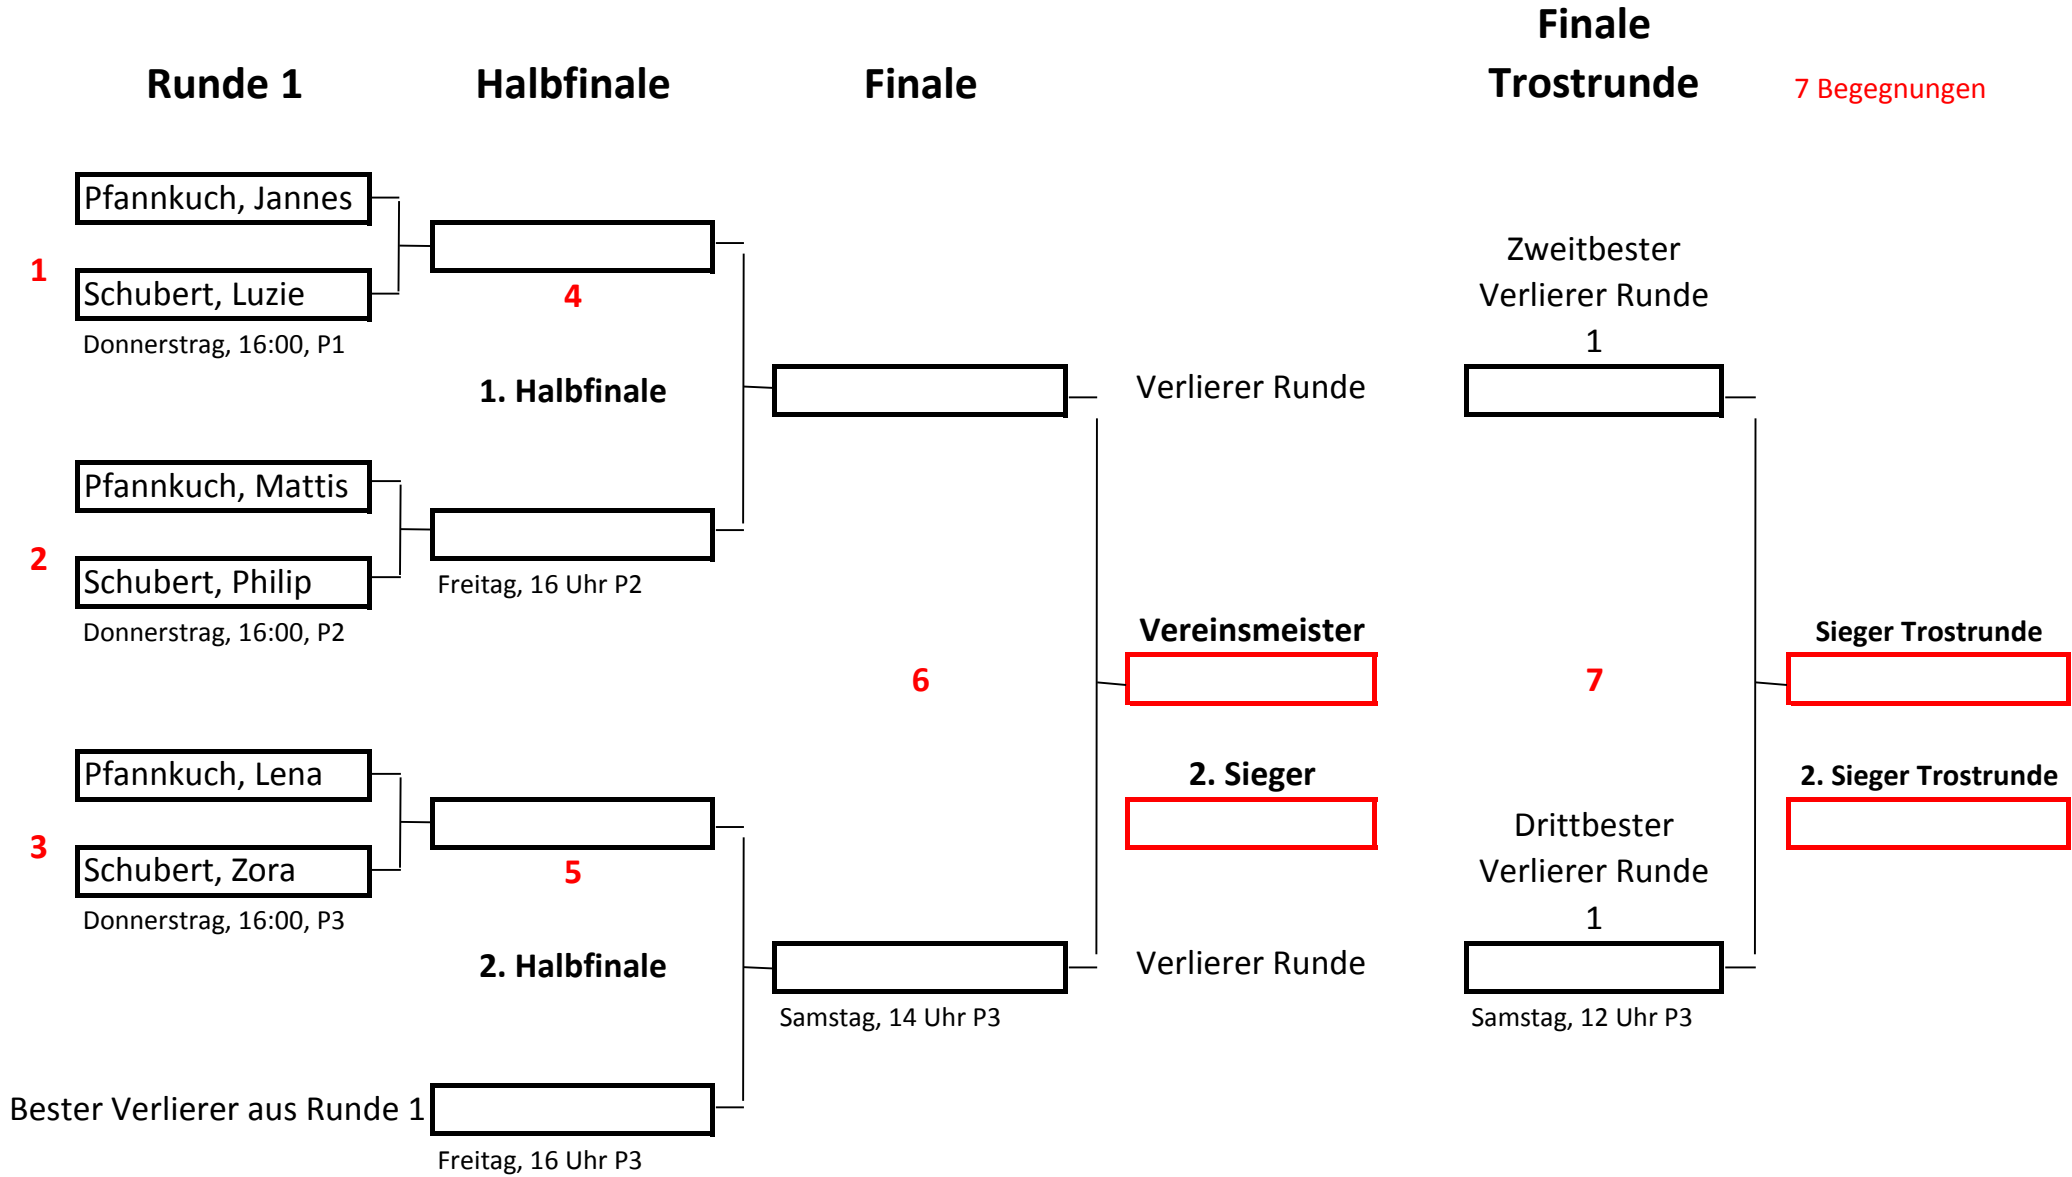 Runde 1
Halbfinale
Finale
Finale
Trostrunde
7 Begegnungen
Pfannkuch, Jannes
1
Schubert, Luzie
Donnerstrag, 16:00, P1
Pfannkuch, Mattis
2
Schubert, Philip
Donnerstrag, 16:00, P2
Pfannkuch, Lena
3
Schubert, Zora
Donnerstrag, 16:00, P3
Bester Verlierer aus Runde 1
4
1. Halbfinale
Freitag, 16 Uhr P2
5
2. Halbfinale
Freitag, 16 Uhr P3
6
Samstag, 14 Uhr P3
Verlierer Runde
Vereinsmeister
2. Sieger
Verlierer Runde
Zweitbester
Verlierer Runde
1
7
Drittbester
Verlierer Runde
1
Samstag, 12 Uhr P3
Sieger Trostrunde
2. Sieger Trostrunde